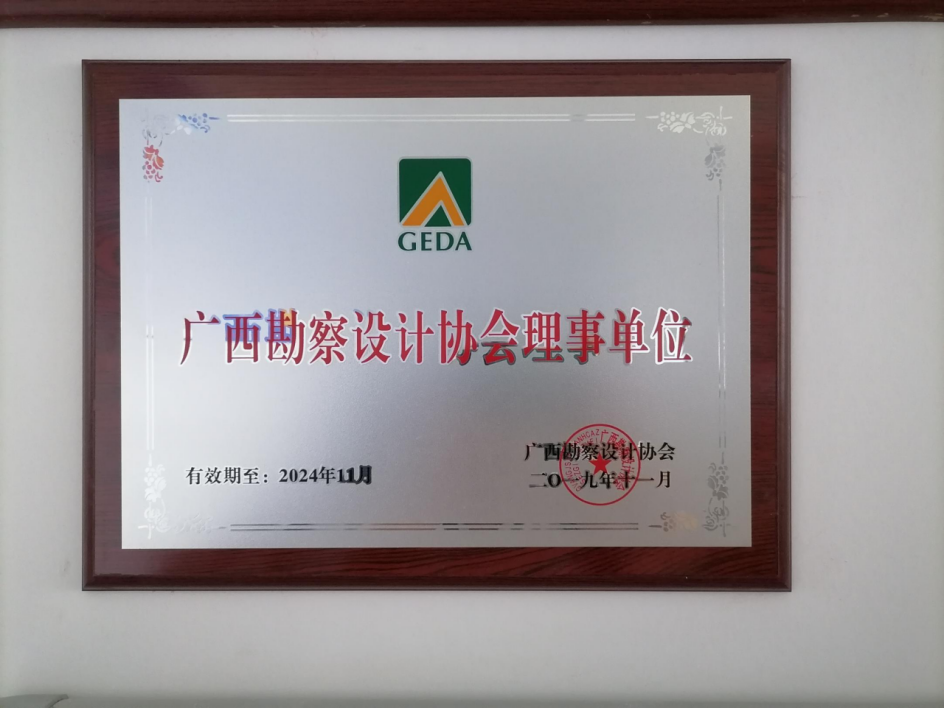 GEDA
广西勘察设计协会理事单位
广西勘察设计协会
有效期至：2024年11月
二〇一九年十一月